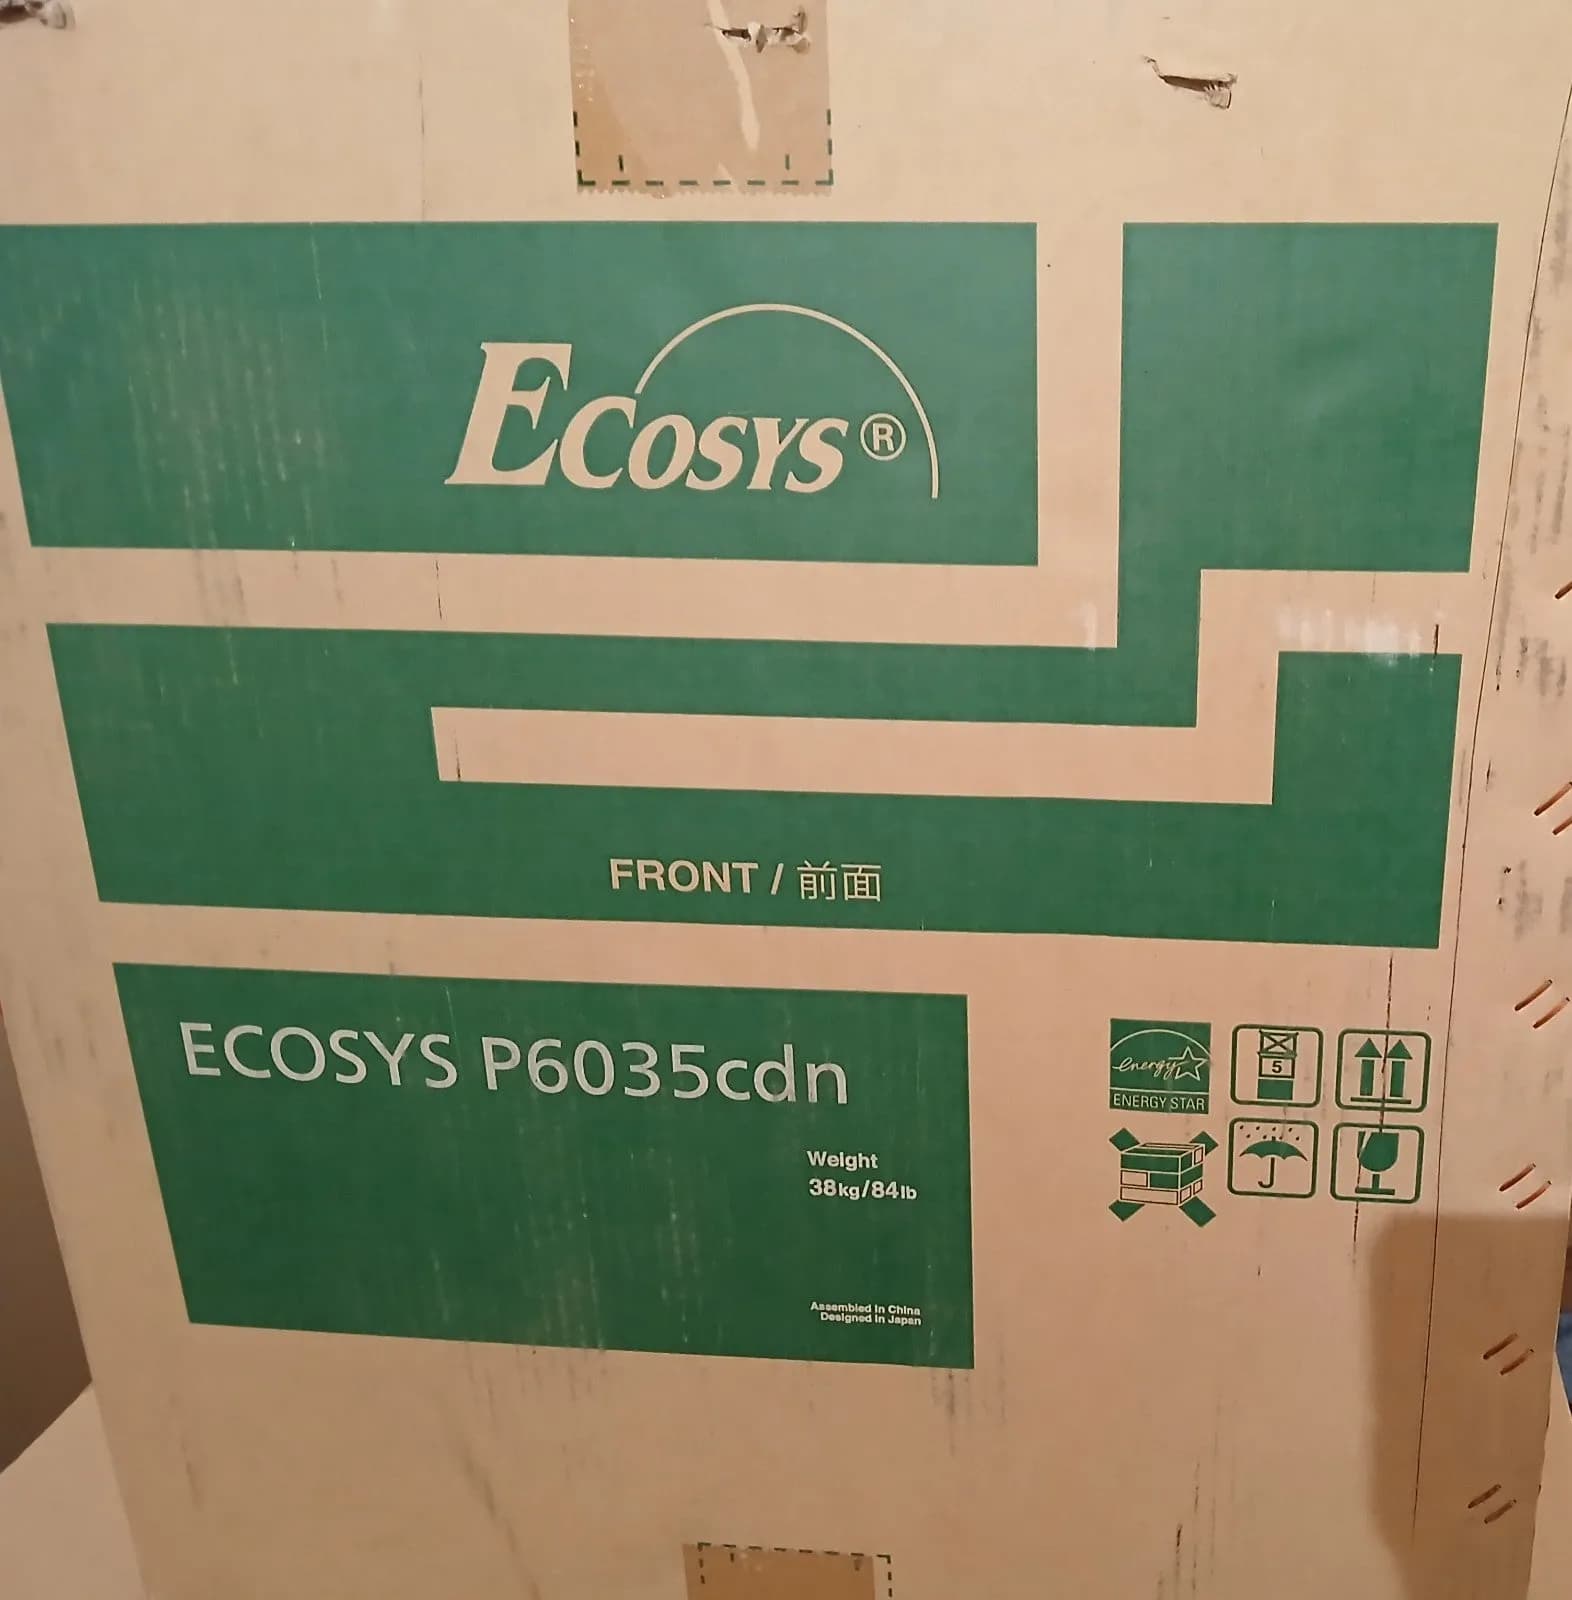 ECOSYS®
FRONT / 前面
ECOSYS P6035cdn
Weight
38kg/84lb
Assembled in China
Designed in Japan
energy
ENERGY STAR
5